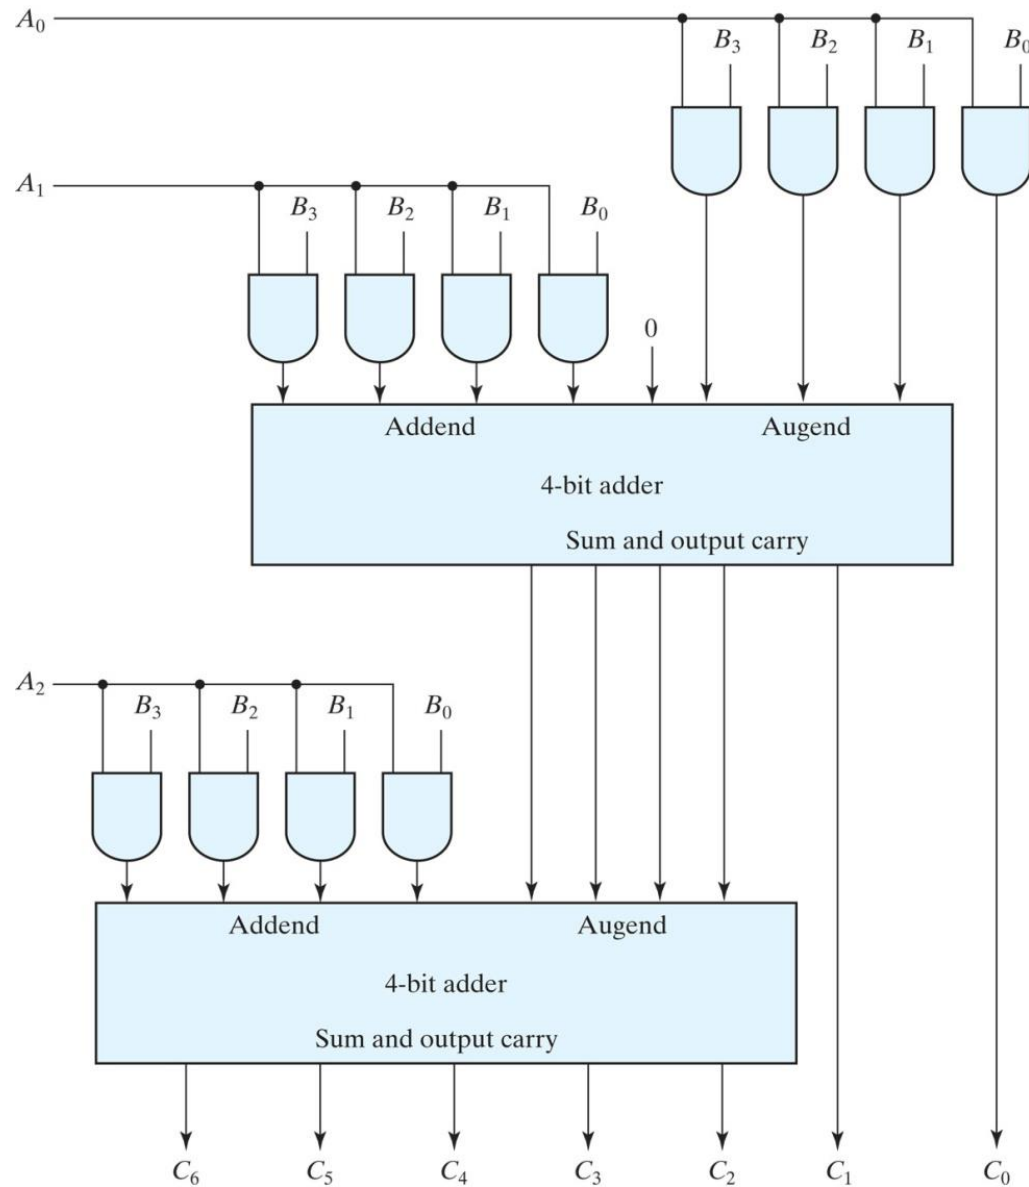 A₀
B₃ B₂ B₁ B₀
A₁
B₃ B₂ B₁ B₀
0
Addend Augend
4-bit adder
Sum and output carry
A₂
B₃ B₂ B₁ B₀
Addend Augend
4-bit adder
Sum and output carry
C₆ C₅ C₄ C₃ C₂ C₁ C₀